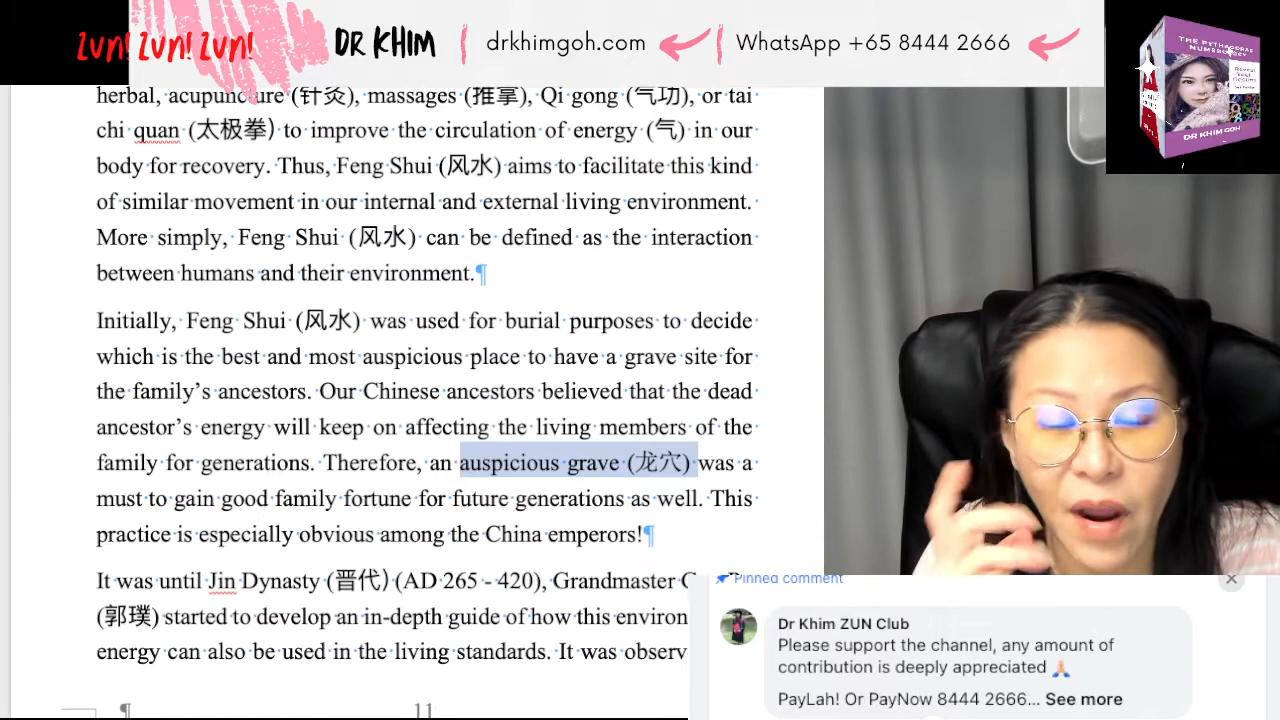 zun! zun! zun! DR KHIM | drkhimgoh.com | WhatsApp +65 8444 2666
THE PYTHAGORAS
NUMEROLOGY
Reveal
Your
Destiny
DR KHIM GOH
herbal, acupuncture (针灸), massages (推拿), Qi gong (气功), or tai
chi quan (太极拳) to improve the circulation of energy (气) in our
body for recovery. Thus, Feng Shui (风水) aims to facilitate this kind
of similar movement in our internal and external living environment.
More simply, Feng Shui (风水) can be defined as the interaction
between humans and their environment.¶
Initially, Feng Shui (风水) was used for burial purposes to decide
which is the best and most auspicious place to have a grave site for
the family's ancestors. Our Chinese ancestors believed that the dead
ancestor's energy will keep on affecting the living members of the
family for generations. Therefore, an auspicious grave (龙穴) was a
must to gain good family fortune for future generations as well. This
practice is especially obvious among the China emperors!¶
It was until Jin Dynasty (晋代) (AD 265 - 420), Grandmaster
(郭璞) started to develop an in-depth guide of how this environ
energy can also be used in the living standards. It was observ
¶ 11
Pinned comment
Dr Khim ZUN Club
Please support the channel, any amount of
contribution is deeply appreciated 🙏🏼
PayLah! Or PayNow 8444 2666... See more